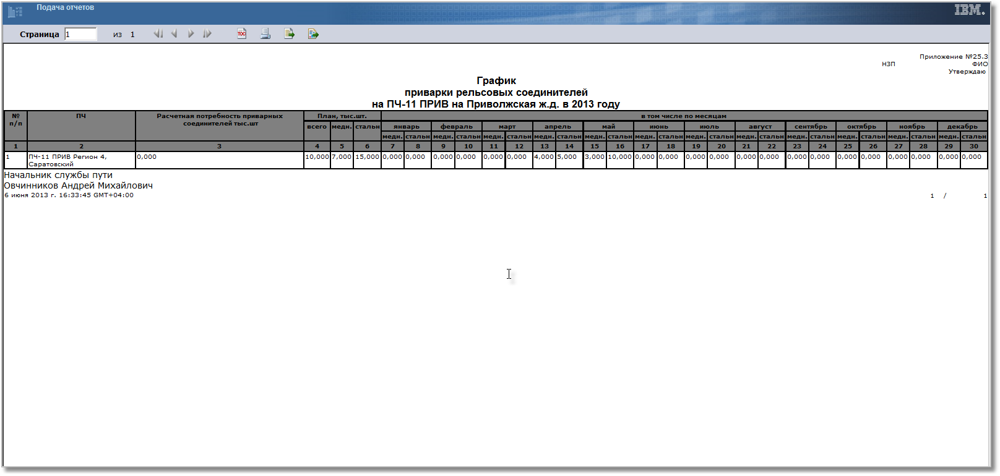 Подача отчетов
IBM.
Страница 1 из 1
TOC
Приложение №25.3
НЗП ФИО
Утверждаю
График
приварки рельсовых соединителей
на ПЧ-11 ПРИВ на Приволжская ж.д. в 2013 году
№ п/п ПЧ Расчетная потребность приварных соединителей тыс.шт План, тыс.шт. в том числе по месяцам
всего медн. стальн январь февраль март апрель май июнь июль август сентябрь октябрь ноябрь декабрь
медн. стальн медн. стальн медн. стальн медн. стальн медн. стальн медн. стальн медн. стальн медн. стальн медн. стальн медн. стальн медн. стальн медн. стальн
1 2 3 4 5 6 7 8 9 10 11 12 13 14 15 16 17 18 19 20 21 22 23 24 25 26 27 28 29 30
1 ПЧ-11 ПРИВ Регион 4, 0,000 10,000 7,000 15,000 0,000 0,000 0,000 0,000 0,000 0,000 4,000 5,000 3,000 10,000 0,000 0,000 0,000 0,000 0,000 0,000 0,000 0,000 0,000 0,000 0,000 0,000 0,000 0,000
Саратовский
Начальник службы пути
Овчинников Андрей Михайлович
6 июня 2013 г. 16:33:45 GMT+04:00 1 / 1